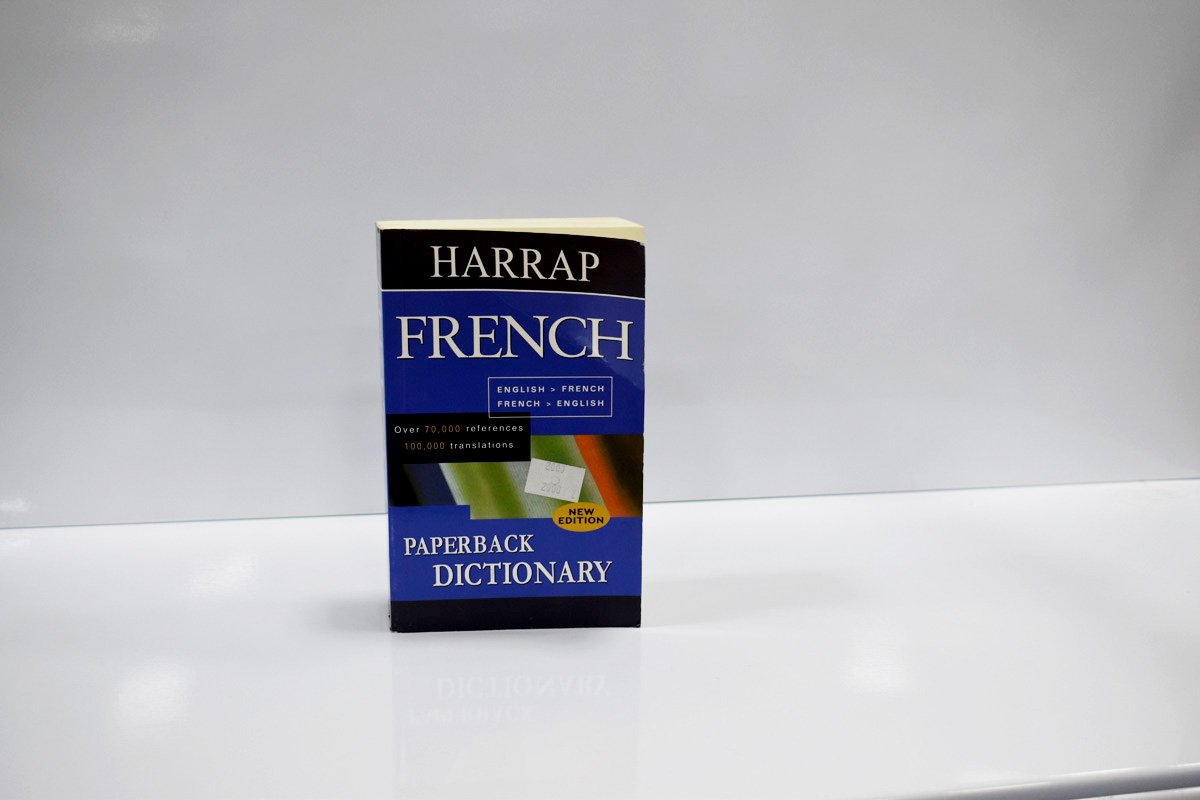 HARRAP
FRENCH
ENGLISH > FRENCH
FRENCH > ENGLISH
Over 70,000 references
100,000 translations
NEW
EDITION
PAPERBACK
DICTIONARY